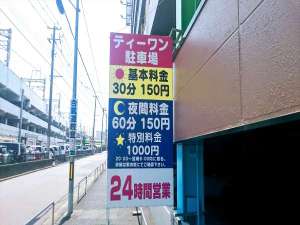 ティーワン
駐車場
基本料金
30分 150円
夜間料金
60分 150円
特別料金
1000円
24時間営業